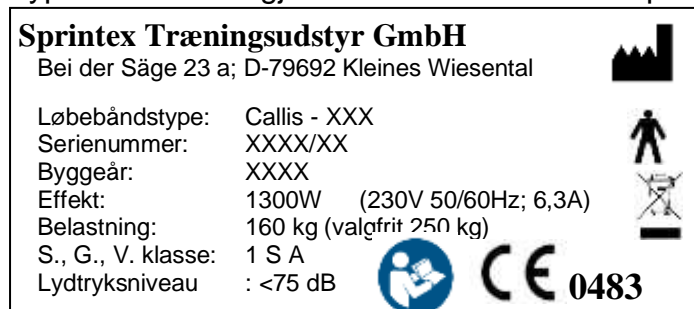 Sprintex Træningsudstyr GmbH
Bei der Säge 23 a; D-79692 Kleines Wiesental
Løbebåndstype: Callis - XXX
Serienummer: XXXX/XX
Byggeår: XXXX
Effekt: 1300W (230V 50/60Hz; 6,3A)
Belastning: 160 kg (valgfrit 250 kg)
S., G., V. klasse: 1 S A
Lydtryksniveau : <75 dB
CE 0483